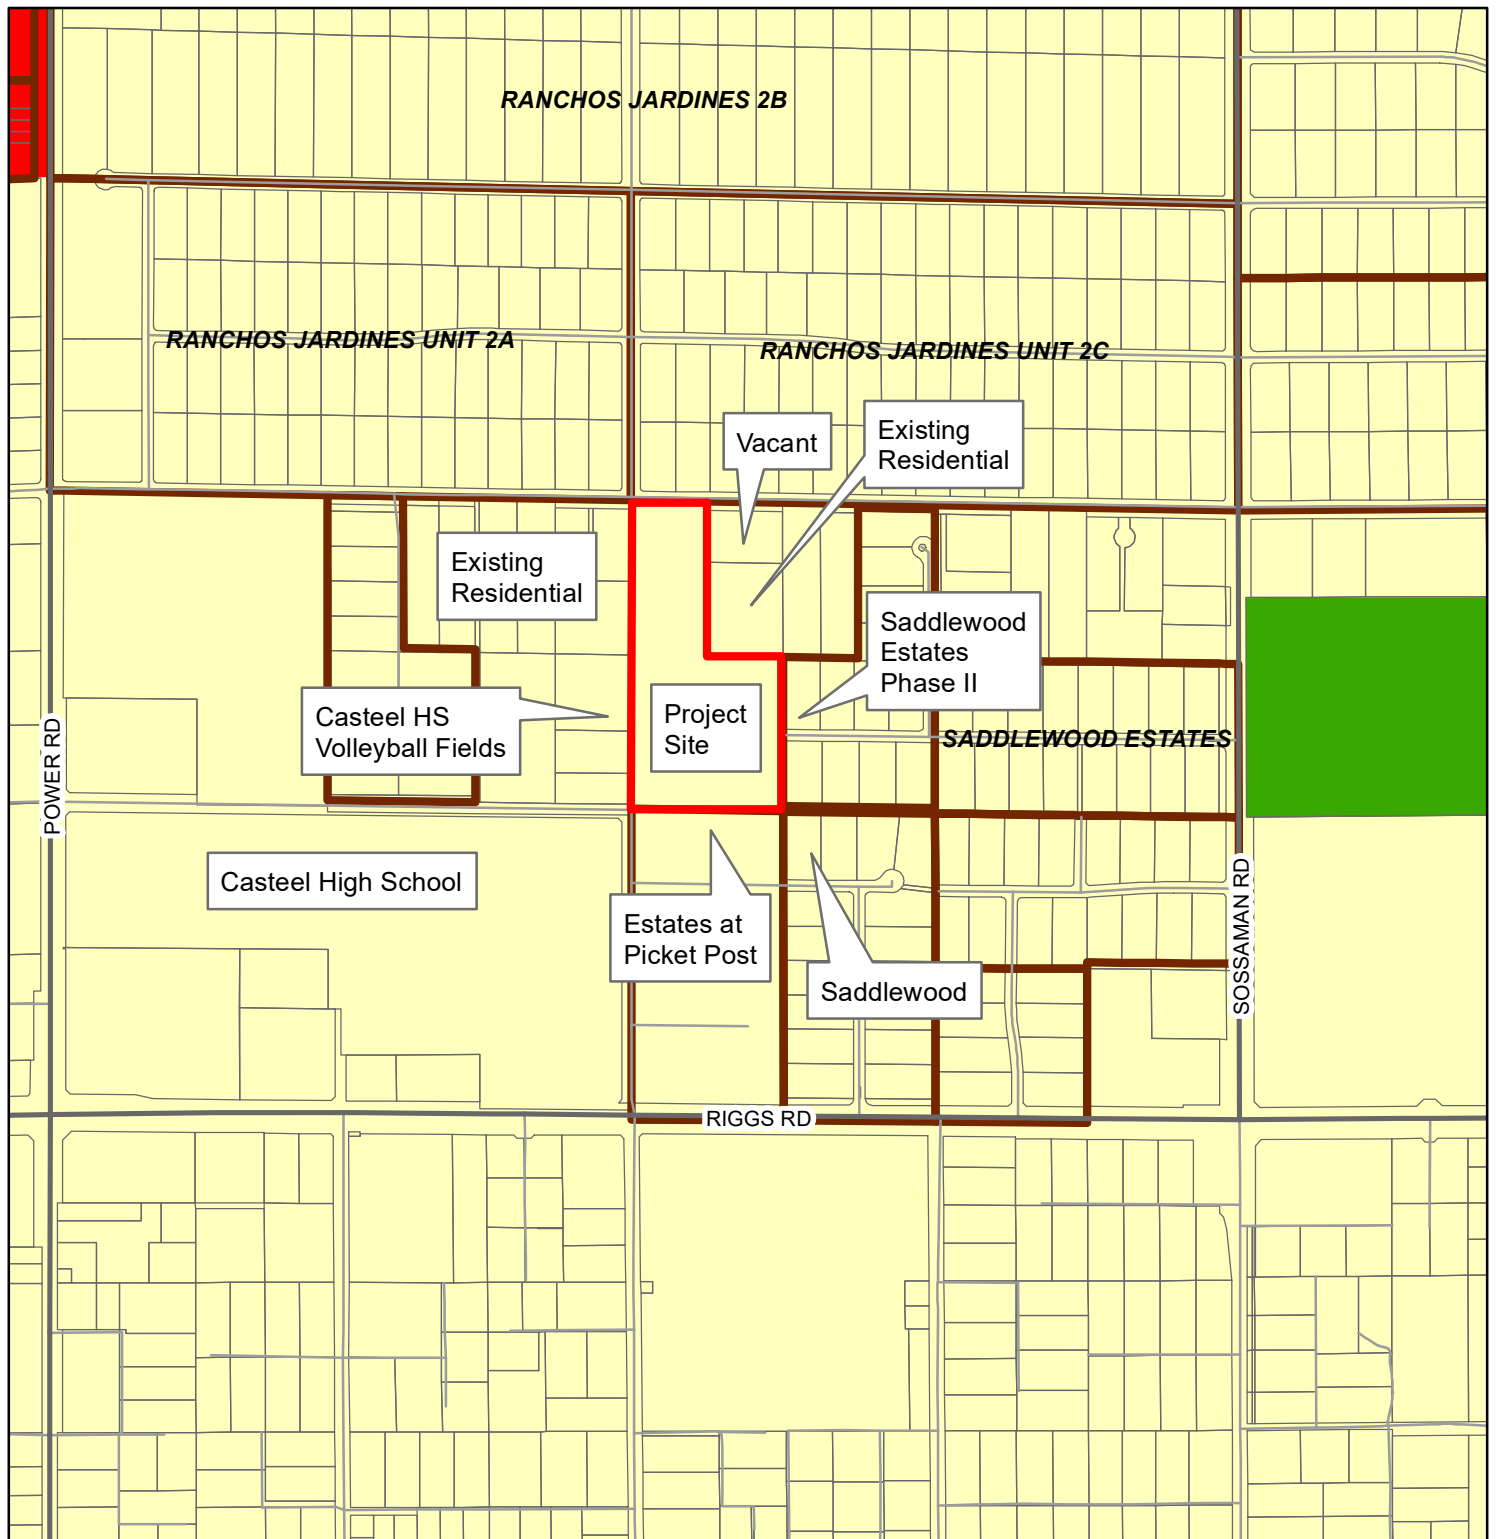 RANCHOS JARDINES 2B
RANCHOS JARDINES UNIT 2A
RANCHOS JARDINES UNIT 2C
Vacant
Existing
Residential
Existing
Residential
Saddlewood
Estates
Phase II
Casteel HS
Volleyball Fields
Project
Site
SADDLEWOOD ESTATES
POWER RD
Casteel High School
Estates at
Picket Post
Saddlewood
SOSSAMAN RD
RIGGS RD